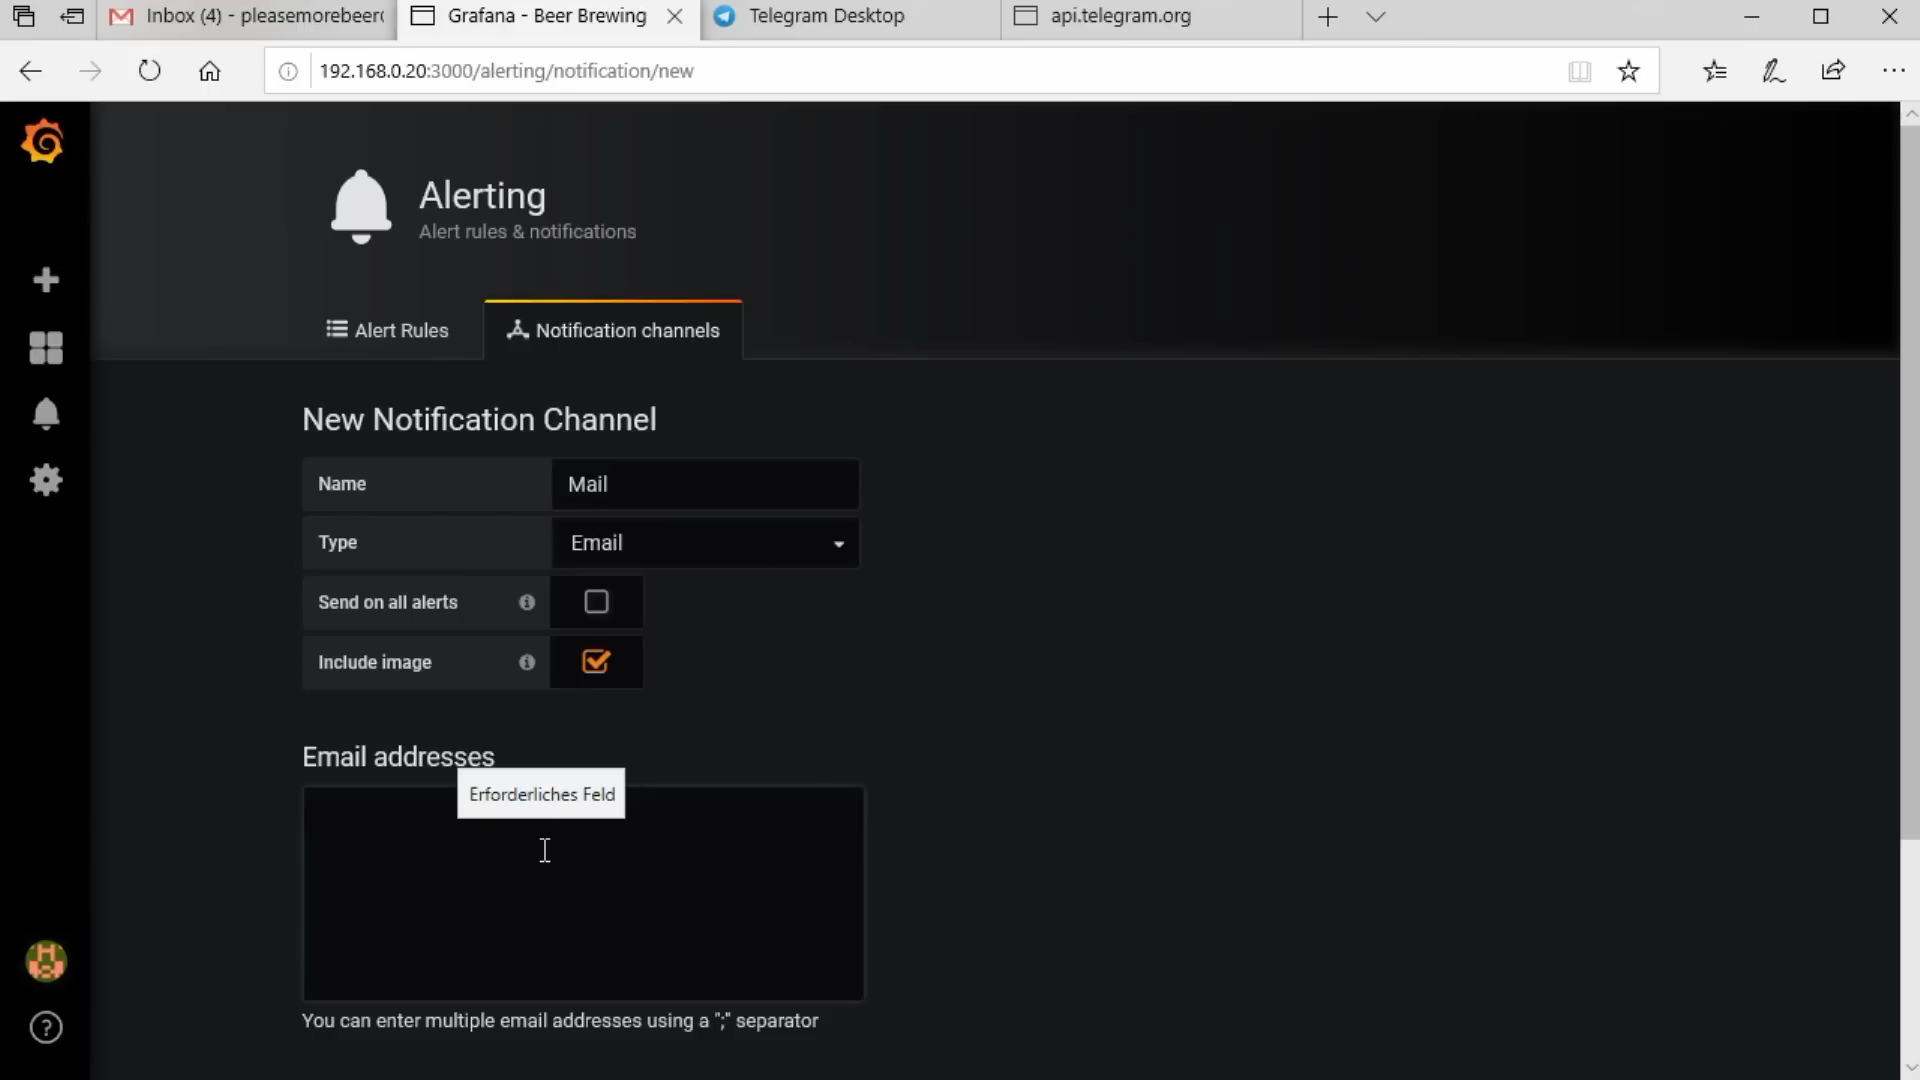 Inbox (4) - pleasemorebeer
Grafana - Beer Brewing
Telegram Desktop
api.telegram.org
192.168.0.20:3000/alerting/notification/new
Alerting
Alert rules & notifications
Alert Rules
Notification channels
New Notification Channel
Name
Mail
Type
Email
Send on all alerts
Include image
Email addresses
Erforderliches Feld
You can enter multiple email addresses using a ";" separator